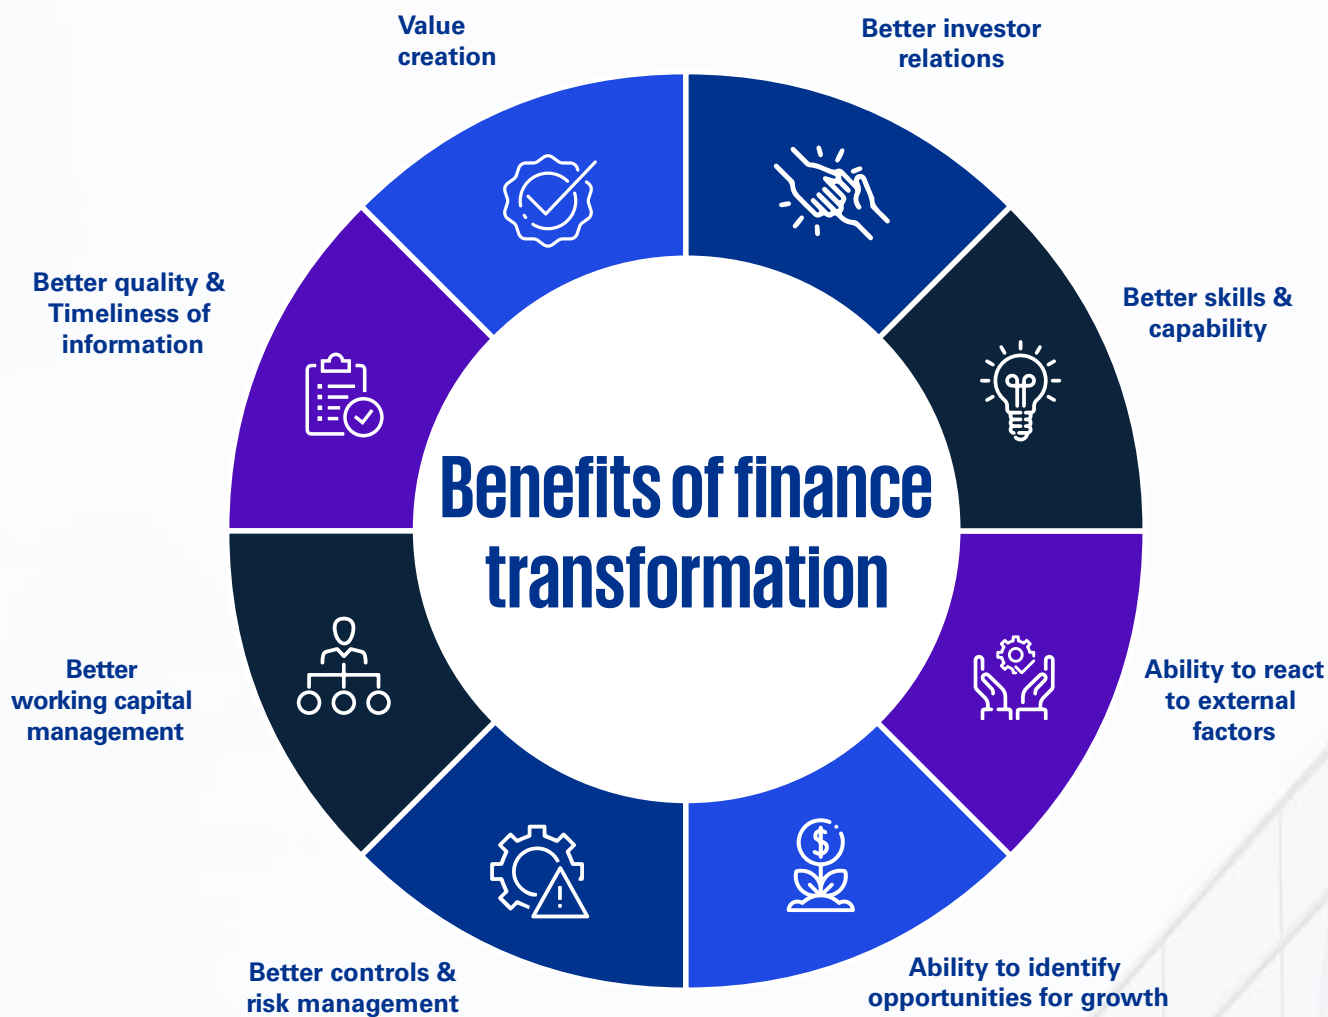 Value
creation
Better investor
relations
Better quality &
Timeliness of
information
Better skills &
capability
Benefits of finance
transformation
Better
working capital
management
Ability to react
to external
factors
Better controls &
risk management
Ability to identify
opportunities for growth
$
!